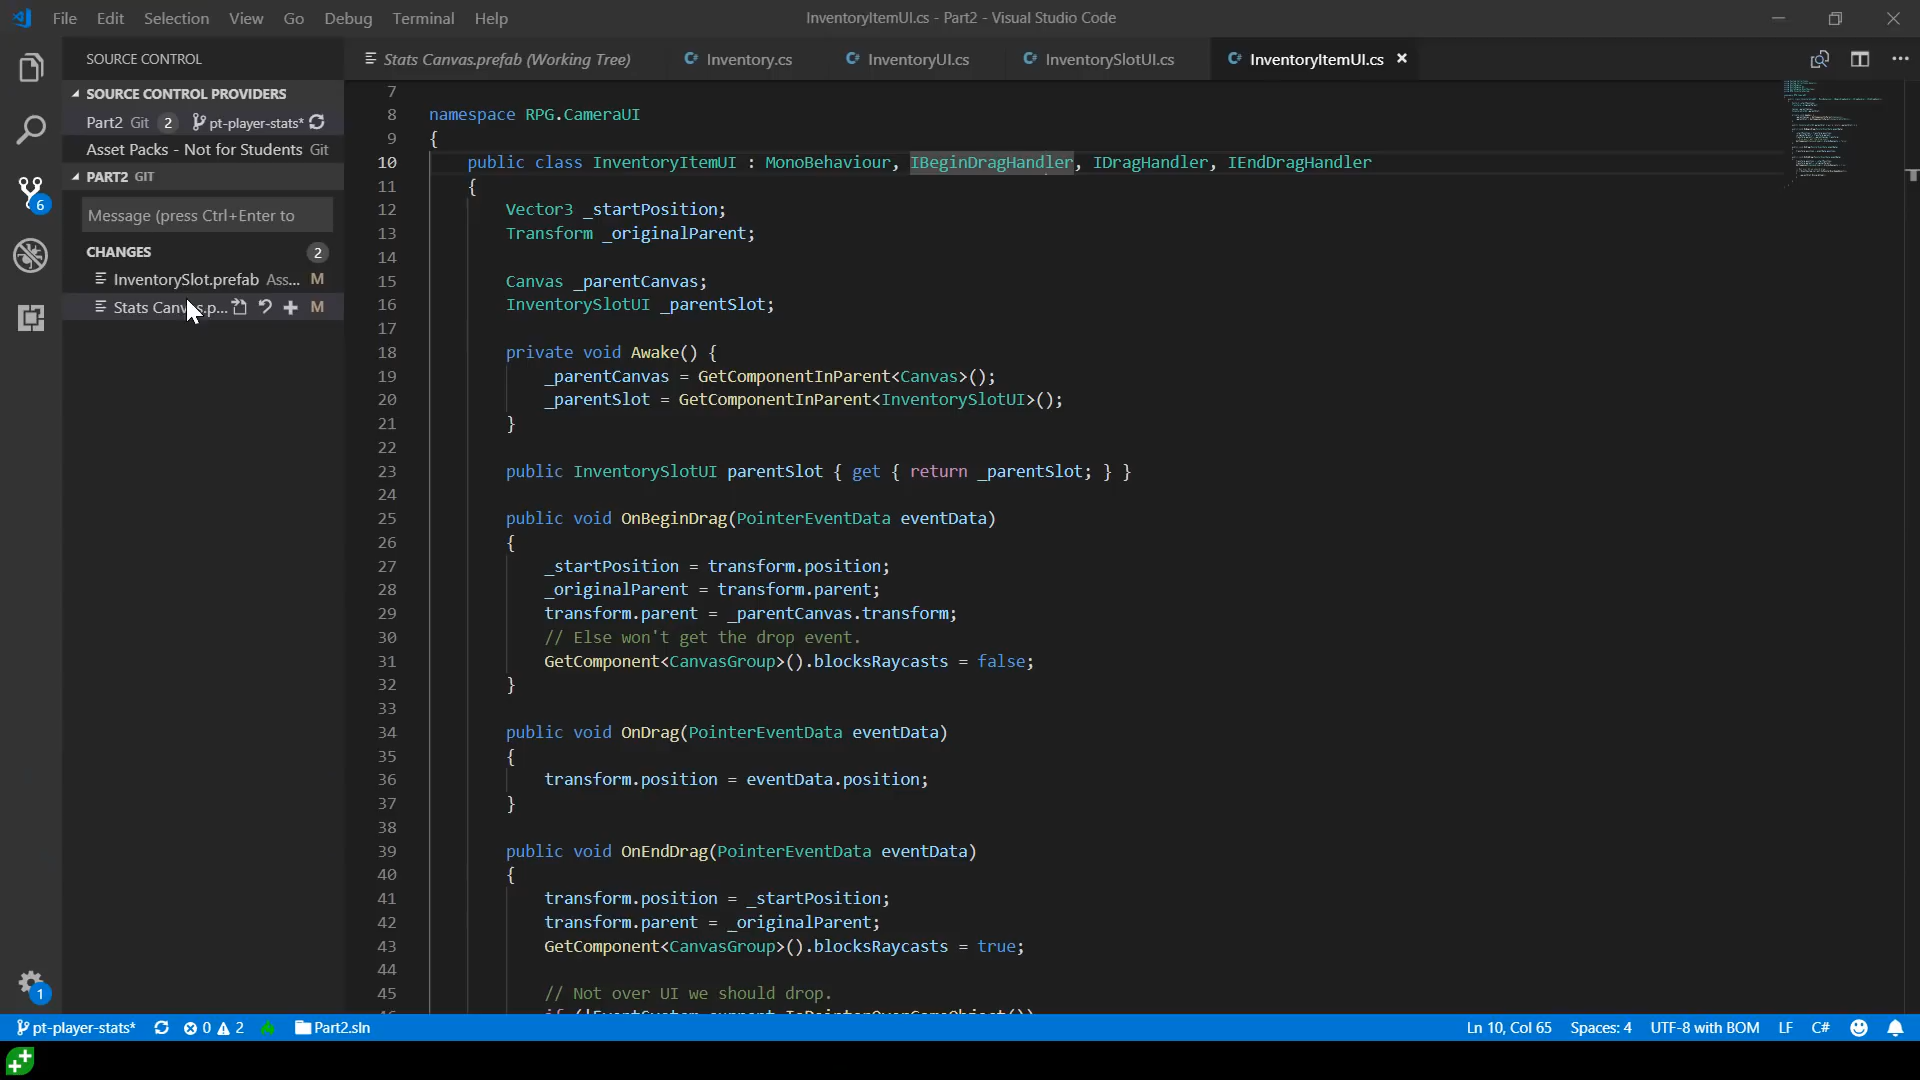 File Edit Selection View Go Debug Terminal Help
InventoryItemUI.cs - Part2 - Visual Studio Code
SOURCE CONTROL
SOURCE CONTROL PROVIDERS
Part2 Git 2 pt-player-stats*
Asset Packs - Not for Students Git
PART2 GIT
Message (press Ctrl+Enter to
CHANGES 2
InventorySlot.prefab Ass... M
Stats Canvas.p... M
6
1
Stats Canvas.prefab (Working Tree) Inventory.cs InventoryUI.cs InventorySlotUI.cs InventoryItemUI.cs
7
8 namespace RPG.CameraUI
9 {
10 public class InventoryItemUI : MonoBehaviour, IBeginDragHandler, IDragHandler, IEndDragHandler
11 {
12 Vector3 _startPosition;
13 Transform _originalParent;
14
15 Canvas _parentCanvas;
16 InventorySlotUI _parentSlot;
17
18 private void Awake() {
19 _parentCanvas = GetComponentInParent<Canvas>();
20 _parentSlot = GetComponentInParent<InventorySlotUI>();
21 }
22
23 public InventorySlotUI parentSlot { get { return _parentSlot; } }
24
25 public void OnBeginDrag(PointerEventData eventData)
26 {
27 _startPosition = transform.position;
28 _originalParent = transform.parent;
29 transform.parent = _parentCanvas.transform;
30 // Else won't get the drop event.
31 GetComponent<CanvasGroup>().blocksRaycasts = false;
32 }
33
34 public void OnDrag(PointerEventData eventData)
35 {
36 transform.position = eventData.position;
37 }
38
39 public void OnEndDrag(PointerEventData eventData)
40 {
41 transform.position = _startPosition;
42 transform.parent = _originalParent;
43 GetComponent<CanvasGroup>().blocksRaycasts = true;
44
45 // Not over UI we should drop.
pt-player-stats* 0 2 Part2.sln
Ln 10, Col 65 Spaces: 4 UTF-8 with BOM LF C#